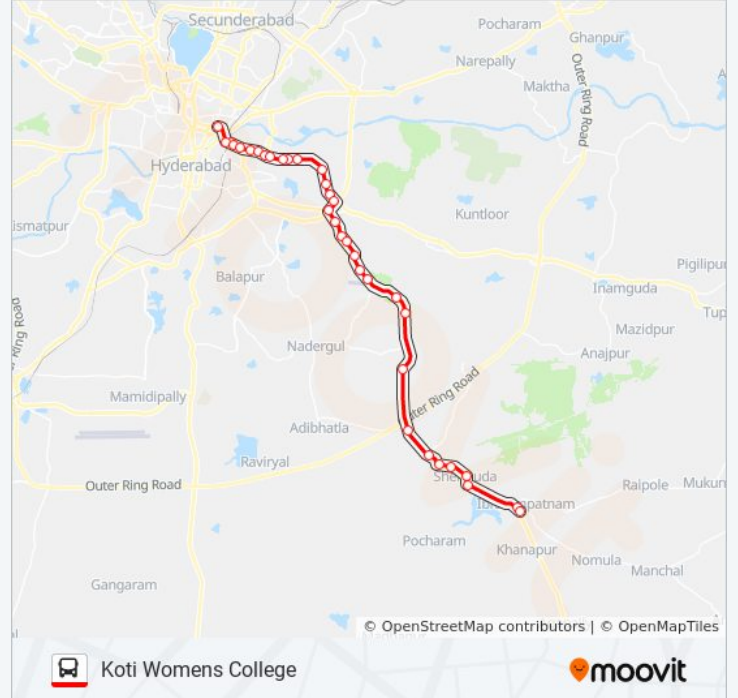 Secunderabad
Pocharam
Ghanpur
Narepally
Maktha
Outer Ring Road
Hyderabad
Kuntloor
Ismatpur
Balapur
Pigilipur
Inamguda
Ring Road
Mazidpur
Nadergul
Anjapur
Mamidipally
Outer Ring Road
Adibhatla
Raviryal
Outer Ring Road
Raipole
Mukun
Pocharam
Khanapur
Nomula
Manchal
Gangaram
© OpenStreetMap contributors | © OpenMapTiles
Koti Womens College
moovit